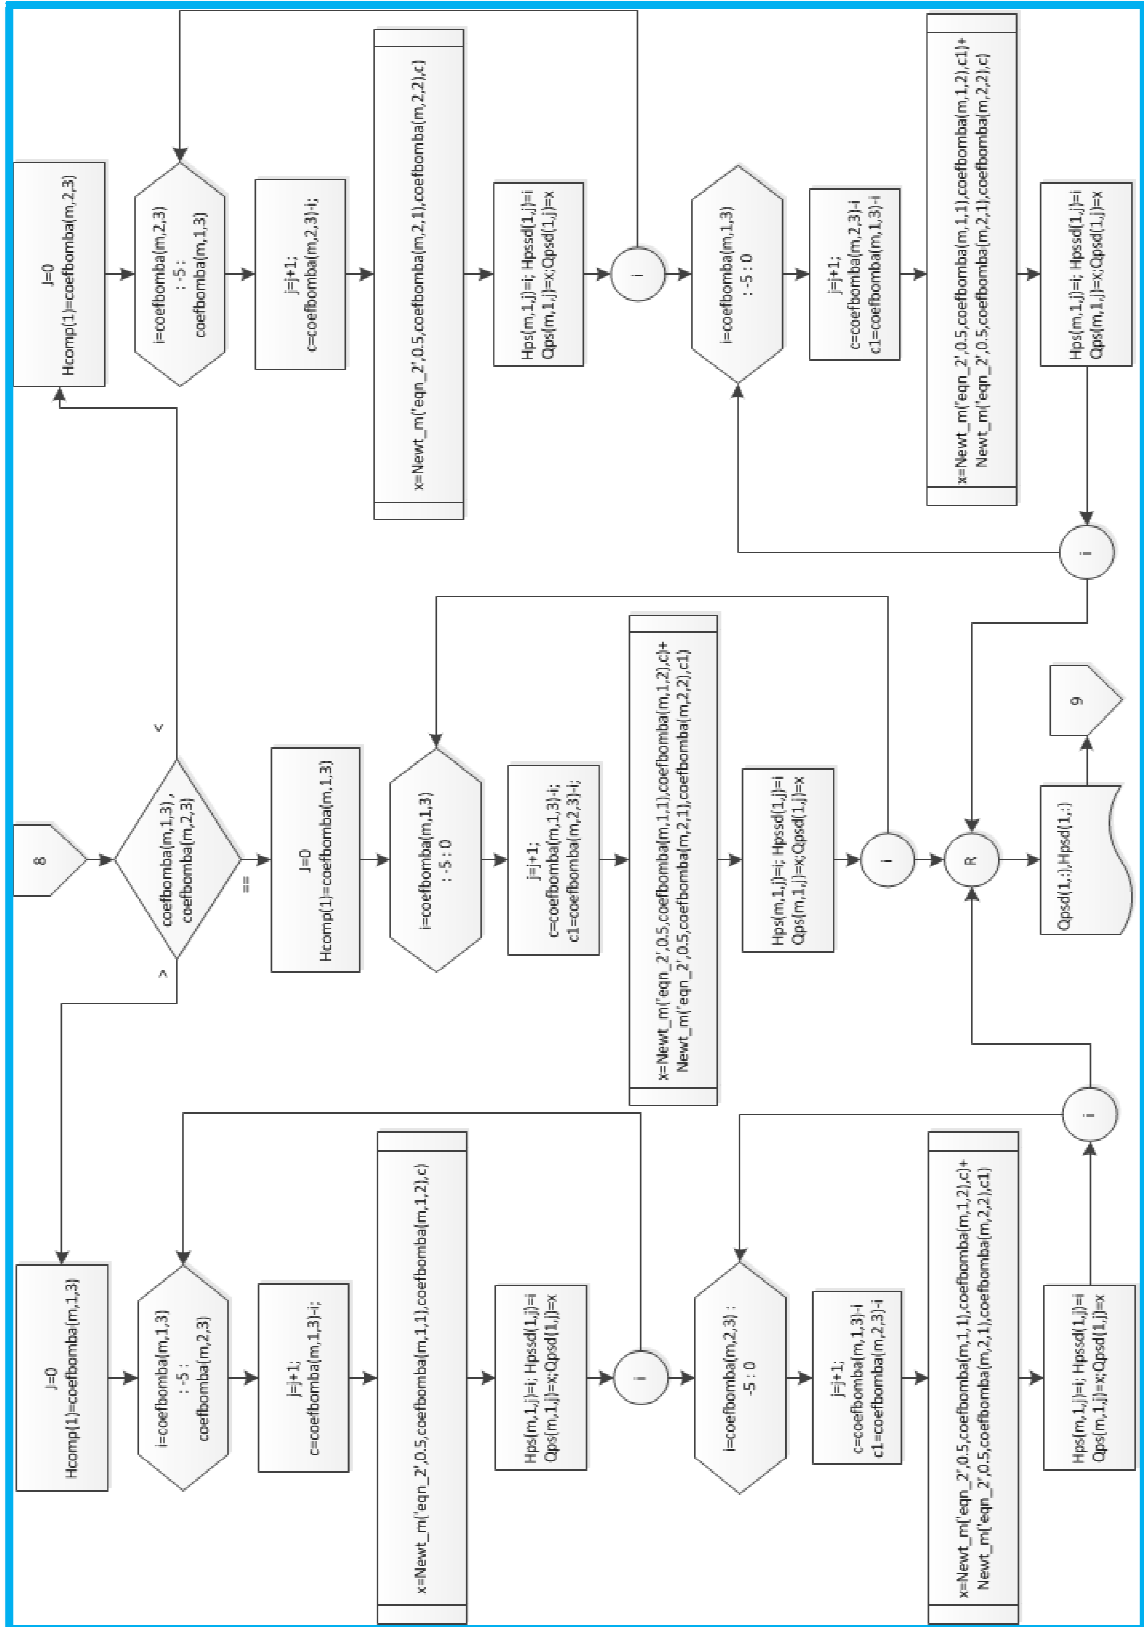 8
coefbomba(m,1,3) ,
coefbomba(m,2,3)
>
==
<
J=0
Hcomp(1)=coefbomba(m,1,3)
i=coefbomba(m,1,3)
: -5 :
coefbomba(m,2,3)
j=j+1;
c=coefbomba(m,1,3)-i;
x=Newt_m('eqn_2',0.5,coefbomba(m,1,1),coefbomba(m,1,2),c)
Hps(m,1,j)=i; Hpssd(1,j)=i
Qps(m,1,j)=x;Qpsd(1,j)=x
i
i=coefbomba(m,2,3) :
-5 : 0
j=j+1;
c=coefbomba(m,1,3)-i
c1=coefbomba(m,2,3)-i
x=Newt_m('eqn_2',0.5,coefbomba(m,1,1),coefbomba(m,1,2),c)+
Newt_m('eqn_2',0.5,coefbomba(m,2,1),coefbomba(m,2,2),c1)
Hps(m,1,j)=i; Hpssd(1,j)=i
Qps(m,1,j)=x;Qpsd(1,j)=x
i
J=0
Hcomp(1)=coefbomba(m,1,3)
i=coefbomba(m,1,3)
: -5 : 0
j=j+1;
c=coefbomba(m,1,3)-i;
c1=coefbomba(m,2,3)-i;
x=Newt_m('eqn_2',0.5,coefbomba(m,1,1),coefbomba(m,1,2),c)+
Newt_m('eqn_2',0.5,coefbomba(m,2,1),coefbomba(m,2,2),c1)
Hps(m,1,j)=i; Hpssd(1,j)=i
Qps(m,1,j)=x;Qpsd(1,j)=x
i
R
Qpsd(1,:),Hpsd(1,:)
9
J=0
Hcomp(1)=coefbomba(m,2,3)
i=coefbomba(m,2,3)
: -5 :
coefbomba(m,1,3)
j=j+1;
c=coefbomba(m,2,3)-i;
x=Newt_m('eqn_2',0.5,coefbomba(m,2,1),coefbomba(m,2,2),c)
Hps(m,1,j)=i; Hpssd(1,j)=i
Qps(m,1,j)=x;Qpsd(1,j)=x
i
i=coefbomba(m,1,3)
: -5 : 0
j=j+1;
c=coefbomba(m,2,3)-i
c1=coefbomba(m,1,3)-i
x=Newt_m('eqn_2',0.5,coefbomba(m,1,1),coefbomba(m,1,2),c1)+
Newt_m('eqn_2',0.5,coefbomba(m,2,1),coefbomba(m,2,2),c)
Hps(m,1,j)=i; Hpssd(1,j)=i
Qps(m,1,j)=x;Qpsd(1,j)=x
i